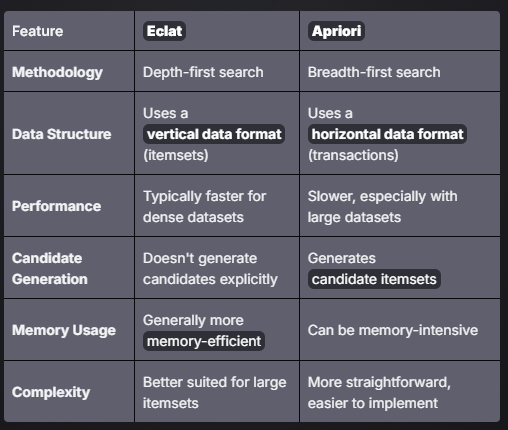 Feature Eclat Apriori
Methodology Depth-first search Breadth-first search
Data Structure
Uses a
vertical data format
(itemsets)
Uses a
horizontal data format
(transactions)
Performance
Typically faster for
dense datasets
Slower, especially with
large datasets
Candidate
Generation
Doesn't generate
candidates explicitly
Generates
candidate itemsets
Memory Usage
Generally more
memory-efficient
Can be memory-intensive
Complexity
Better suited for large
itemsets
More straightforward,
easier to implement